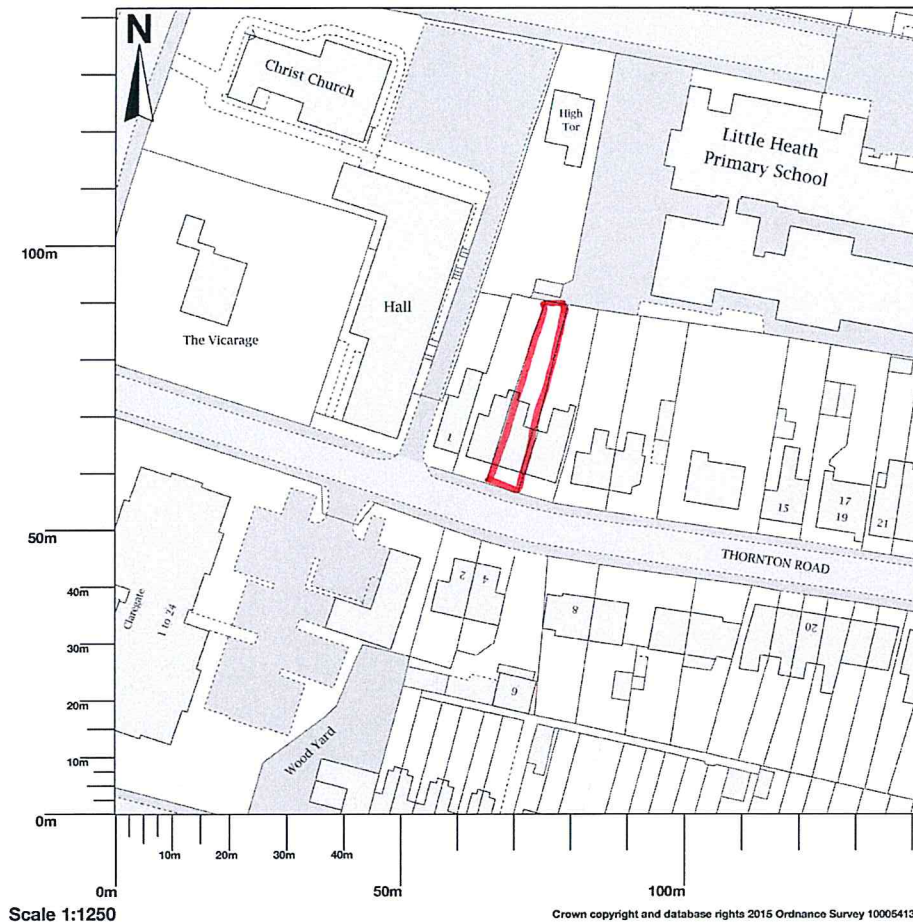 N
Christ Church
High
Tor
Little Heath
Primary School
100m
Hall
The Vicarage
1
15
17
19
21
50m
THORNTON ROAD
40m
2
4
8
20
Claregate
1 to 24
30m
6
20m
Wood Yard
10m
0m
10m
20m
30m
40m
0m
50m
100m
Scale 1:1250
Crown copyright and database rights 2015 Ordnance Survey 10005413